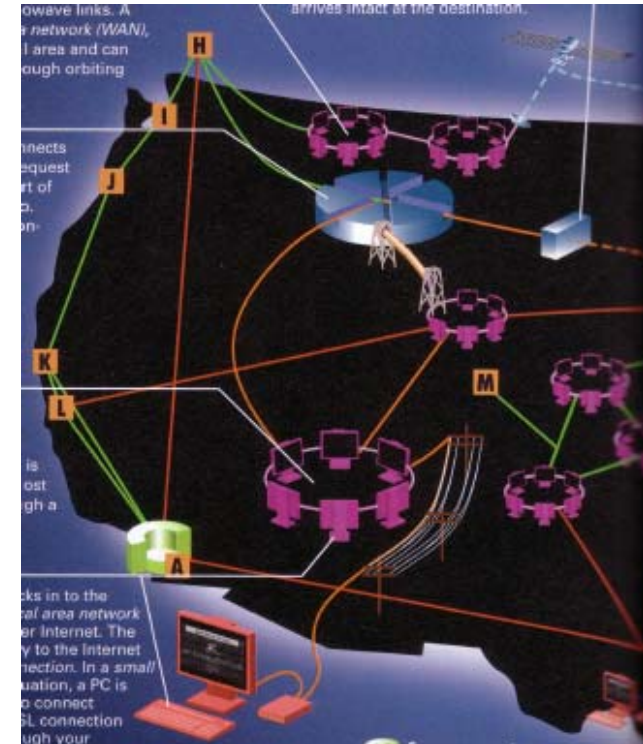 owave links. A
a network (WAN),
l area and can
ough orbiting
arrives intact at the destination.
H
I
nnects
equest
rt of
o.
on-
J
K
L
M
is
ost
gh a
A
cks in to the
cal area network
er Internet. The
y to the Internet
nection. In a small
uation, a PC is
o connect
SL connection
ugh your